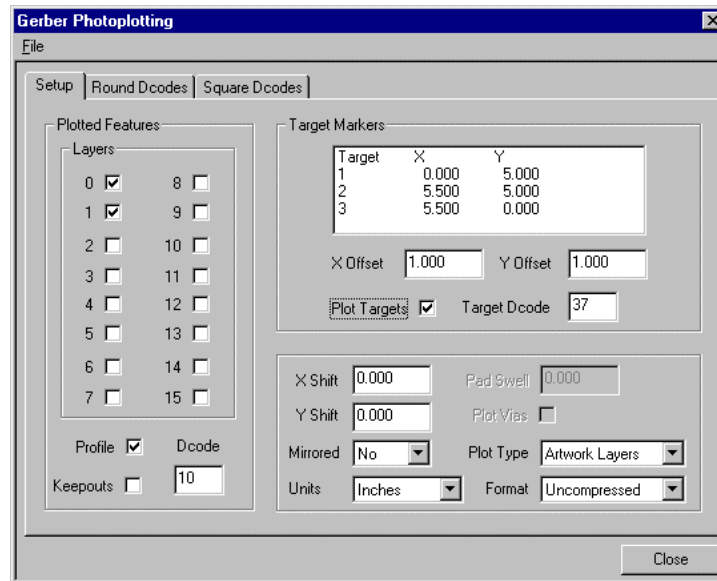 Gerber Photoplotting
File
Setup Round Dcodes Square Dcodes
Plotted Features
Layers
0 8
1 9
2 10
3 11
4 12
5 13
6 14
7 15
Profile Dcode
Keepouts 10
Target Markers
Target X Y
1 0.000 5.000
2 5.500 5.000
3 5.500 0.000
X Offset 1.000 Y Offset 1.000
Plot Targets Target Dcode 37
X Shift 0.000 Pad Swell 0.000
Y Shift 0.000 Plot Vias
Mirrored No Plot Type Artwork Layers
Units Inches Format Uncompressed
Close